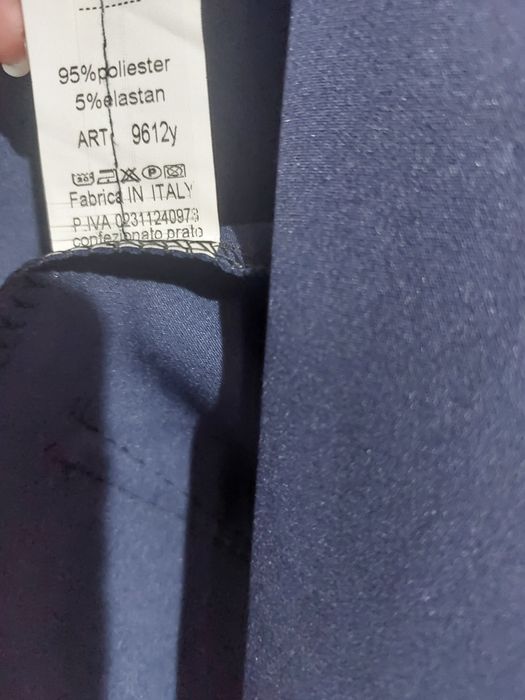 95%poliester
5%elastan
ART: 9612y
Fabrica IN ITALY
P.IVA 02311240973
confezionato prato